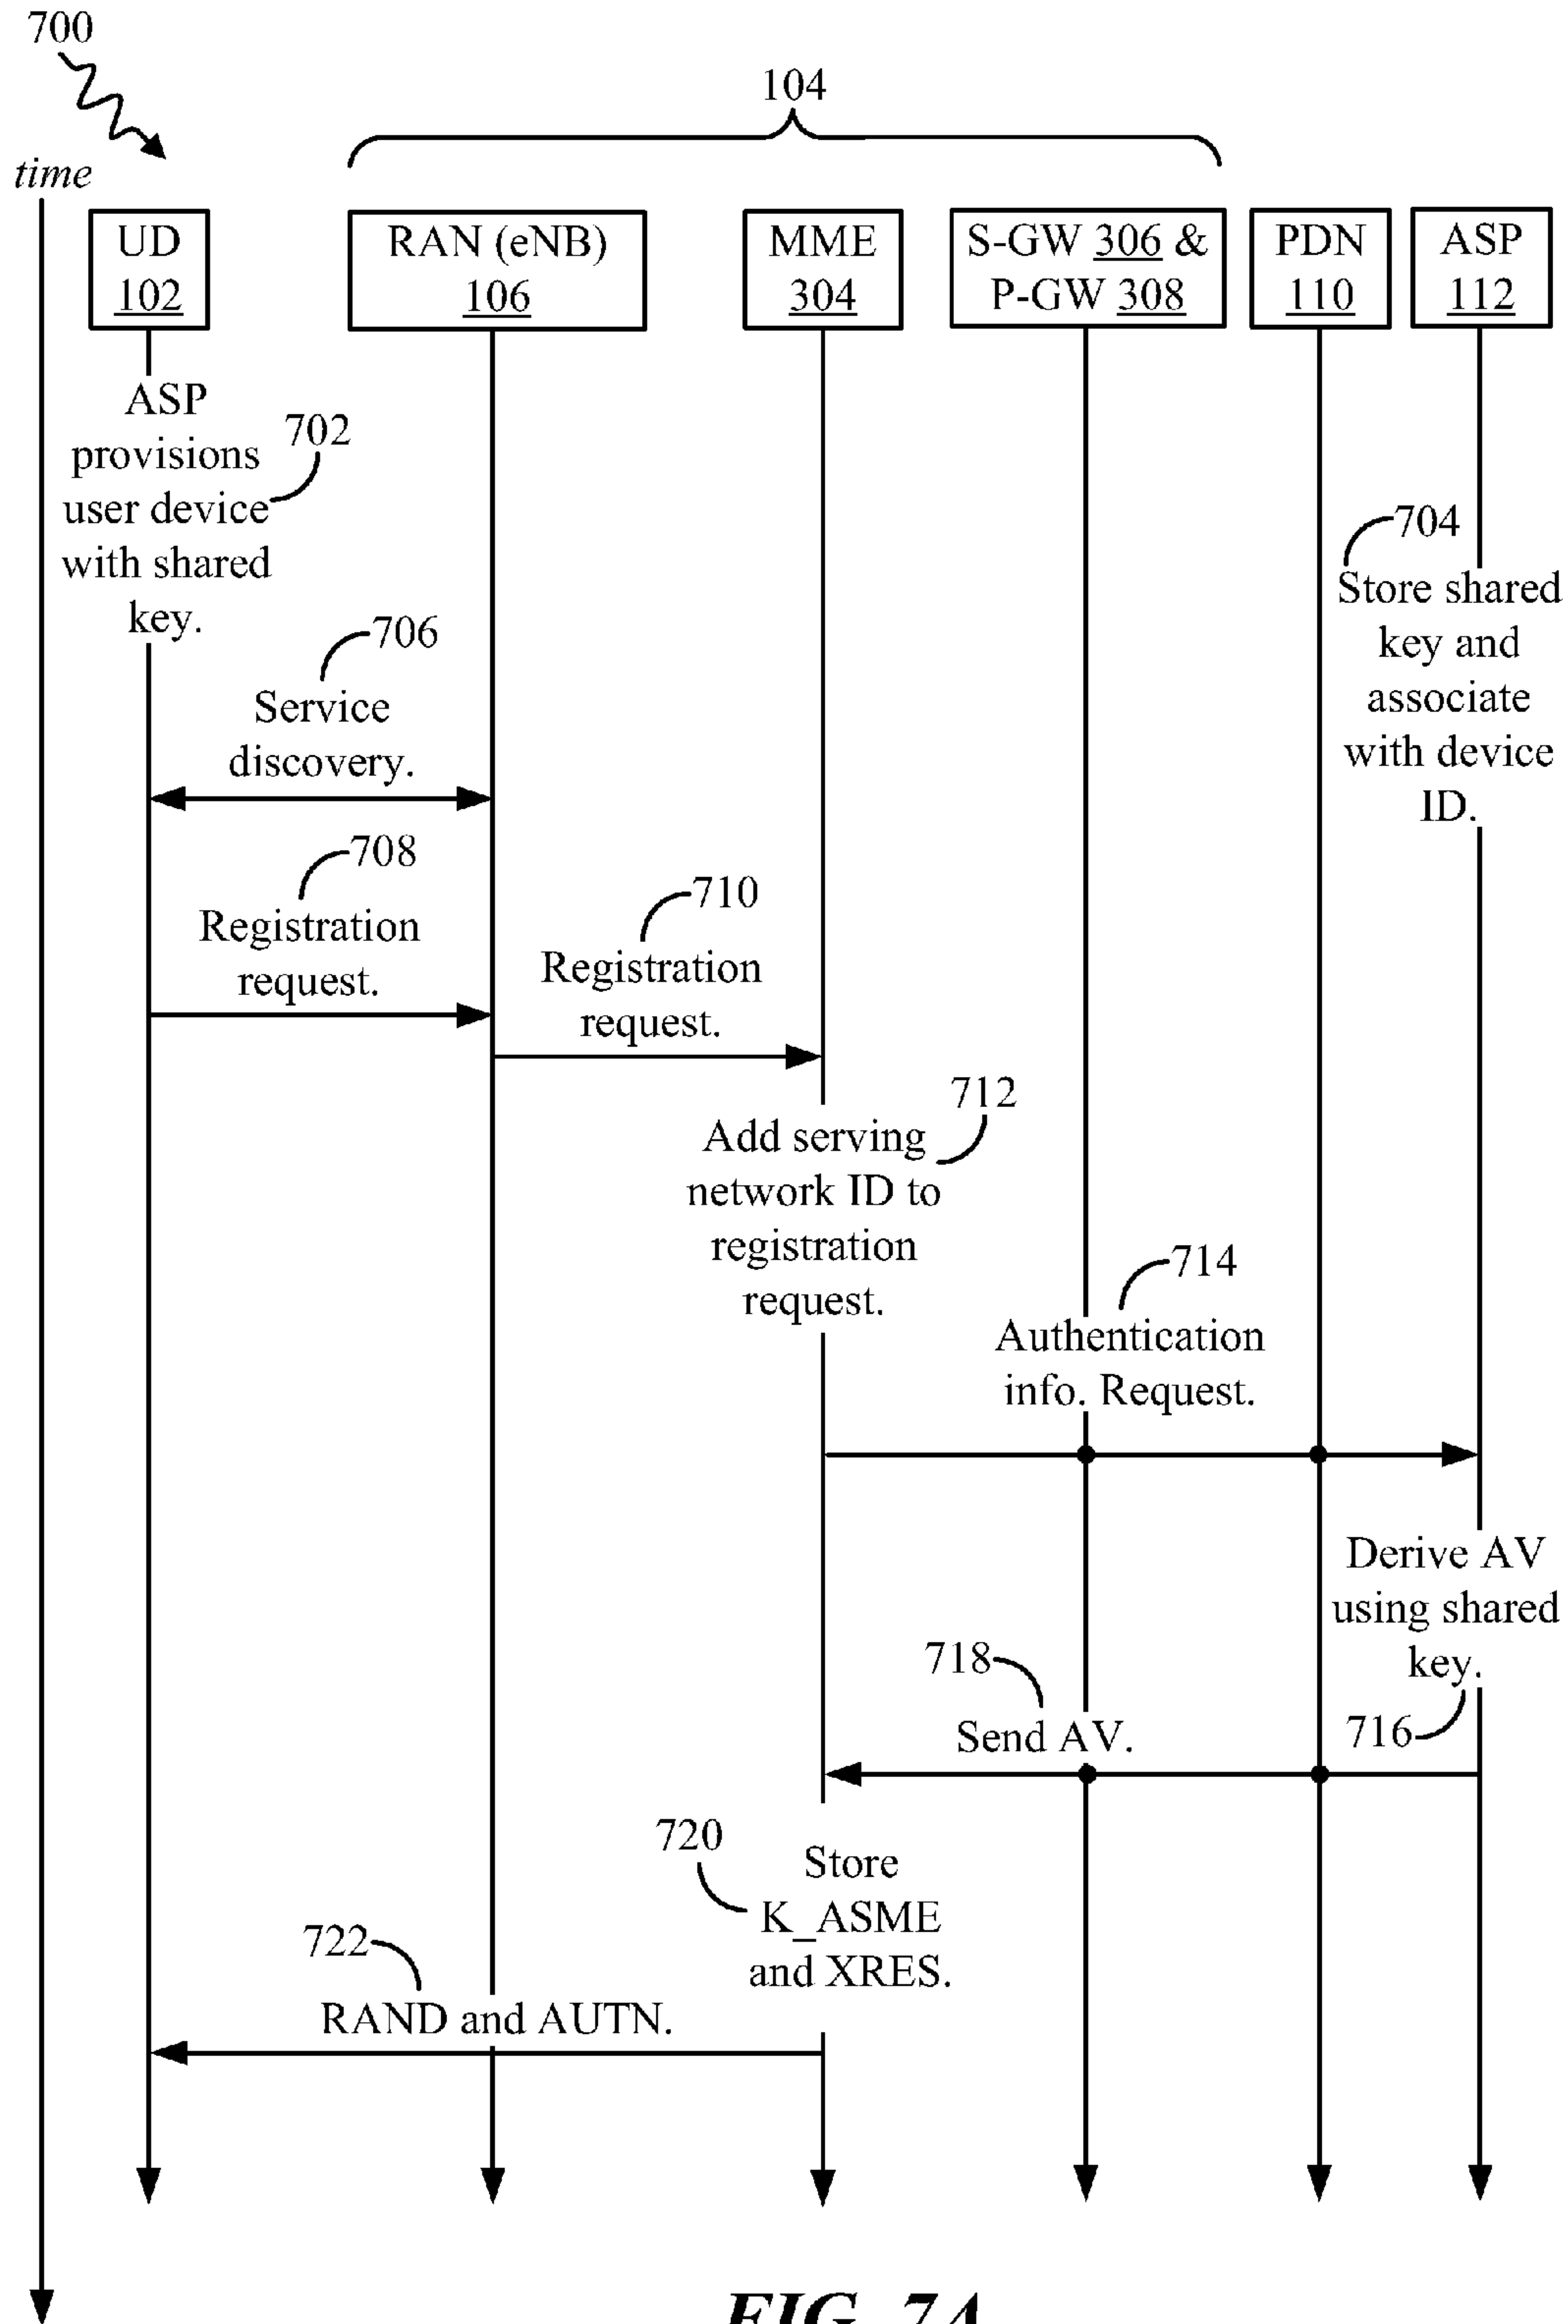 700
104
time
UD
102
RAN (eNB)
106
MME
304
S-GW 306 &
P-GW 308
PDN
110
ASP
112
ASP
provisions
user device
with shared
key.
702
704
Store shared
key and
associate
with device
ID.
706
Service
discovery.
708
Registration
request.
710
Registration
request.
712
Add serving
network ID to
registration
request.
714
Authentication
info. Request.
Derive AV
using shared
key.
716
718
Send AV.
720
Store
K_ASME
and XRES.
722
RAND and AUTN.
FIG. 7A